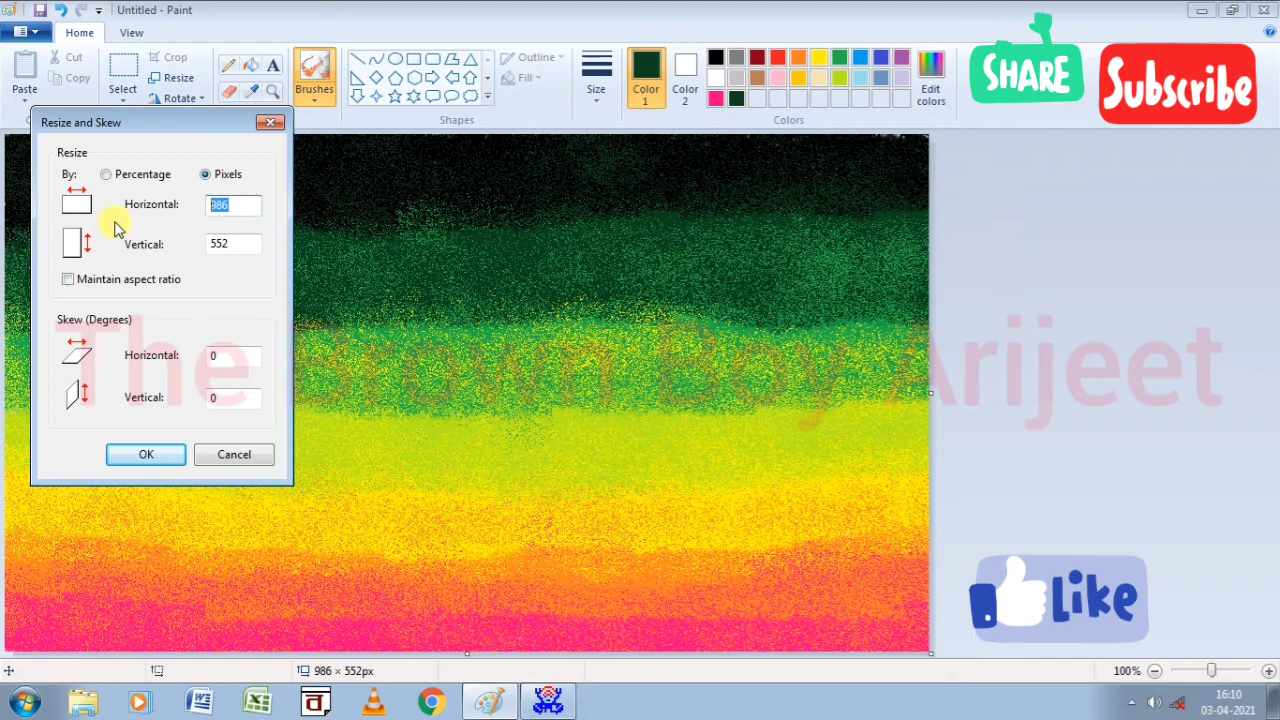 Untitled - Paint
Home
View
Paste
Cut
Copy
Select
Crop
Resize
Rotate
A
Brushes
Outline
Fill
Shapes
Size
Color
1
Color
2
Edit
colors
Colors
SHARE
Subscribe
Resize and Skew
Resize
By:
Percentage
Pixels
Horizontal:
986
Vertical:
552
Maintain aspect ratio
Skew (Degrees)
Horizontal:
0
Vertical:
0
OK
Cancel
The Brown Boy Arijeet
Like
986 × 552px
100%
16:10
03-04-2021